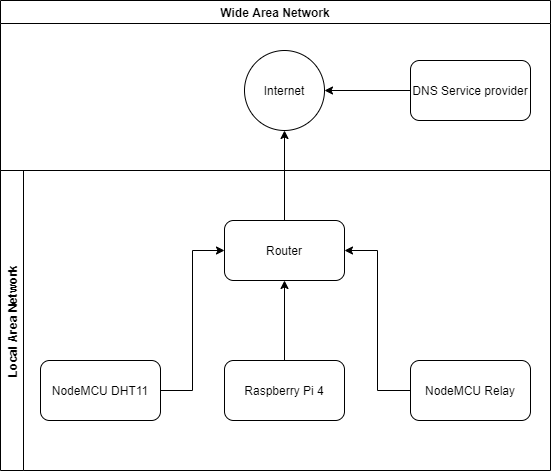 Wide Area Network
Internet
DNS Service provider
Local Area Network
Router
NodeMCU DHT11
Raspberry Pi 4
NodeMCU Relay